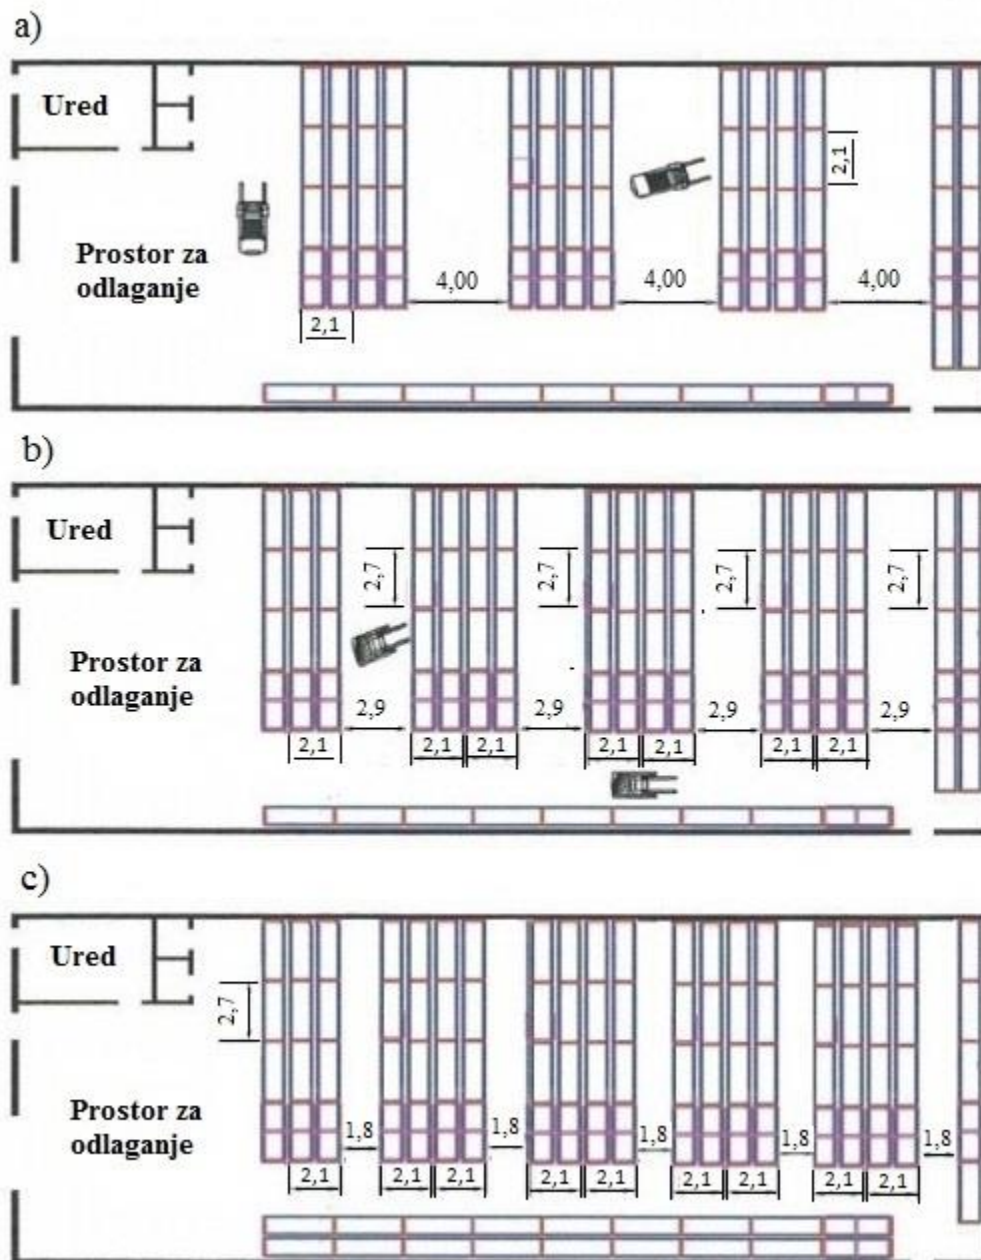 a)
Ured
2,1
Prostor za
odlaganje
4,00
4,00
4,00
2,1
b)
Ured
2,7
2,7
2,7
2,7
Prostor za
odlaganje
2,9
2,9
2,9
2,9
2,1
2,1
2,1
2,1
2,1
2,1
2,1
c)
Ured
2,7
Prostor za
odlaganje
1,8
1,8
1,8
1,8
1,8
2,1
2,1
2,1
2,1
2,1
2,1
2,1
2,1
2,1